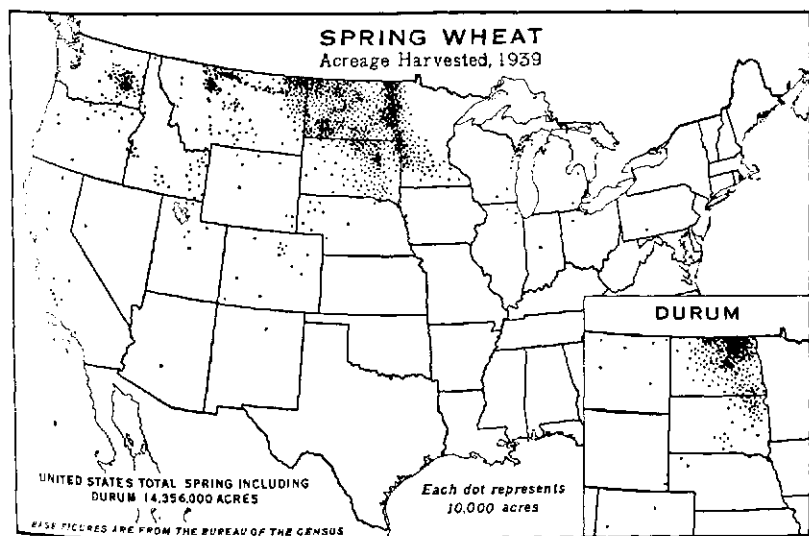 SPRING WHEAT
Acreage Harvested, 1939
DURUM
UNITED STATES TOTAL SPRING INCLUDING
DURUM 14,356,000 ACRES
Each dot represents
10,000 acres
BASE FIGURES ARE FROM THE BUREAU OF THE CENSUS